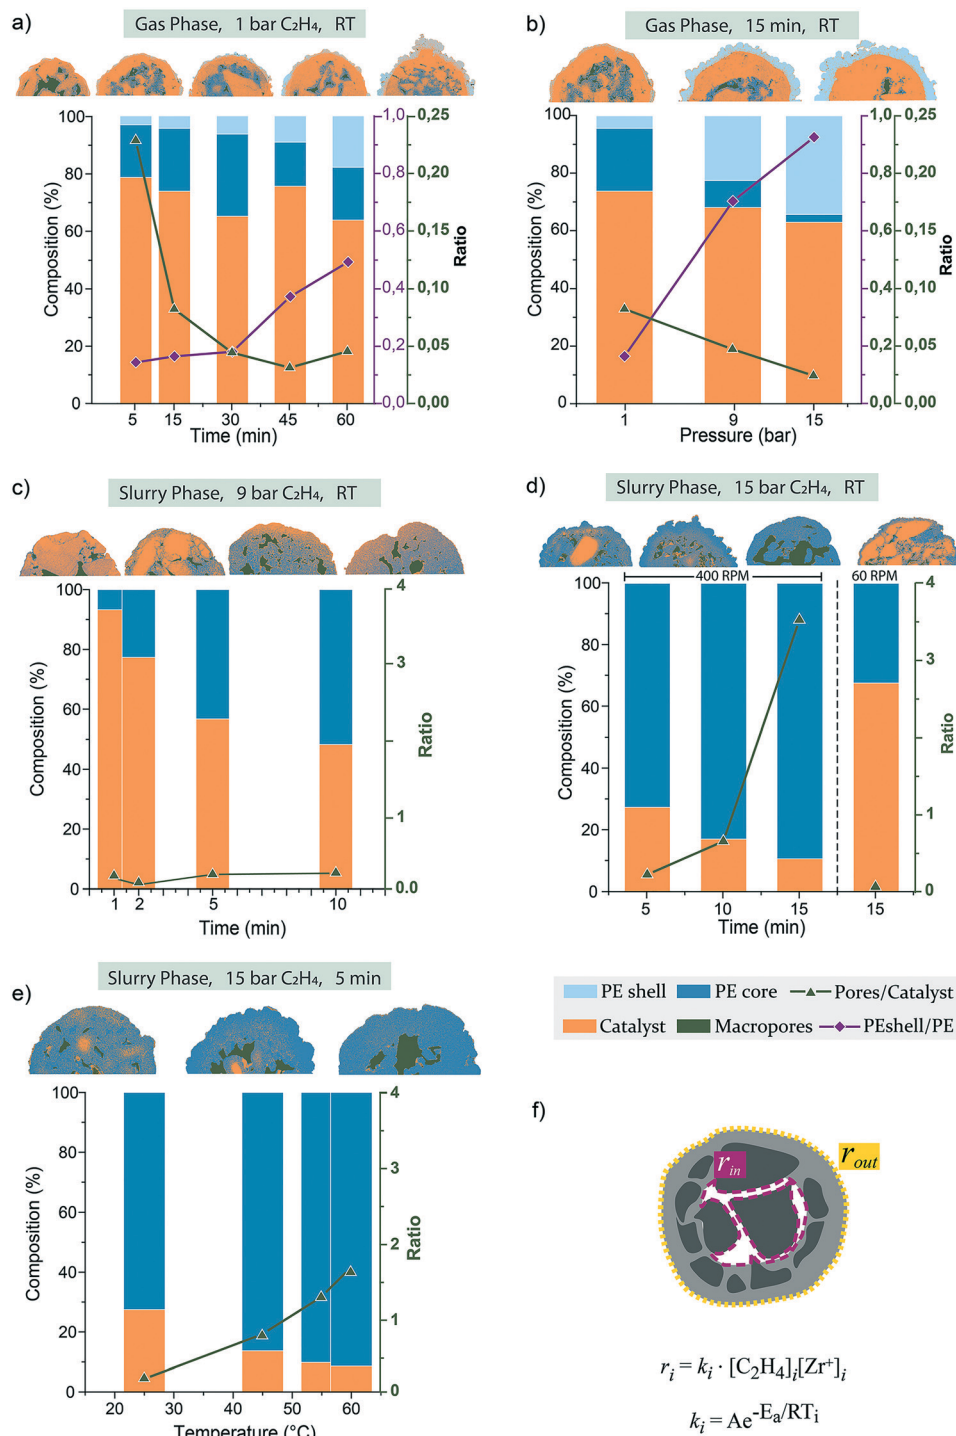 a)
Gas Phase, 1 bar C₂H₄, RT
Composition (%)
100
80
60
40
20
0
5 15 30 45 60
Time (min)
1,0
0,8
0,6
0,4
0,2
0,0
0,25
0,20
0,15
0,10
0,05
0,00
Ratio
b)
Gas Phase, 15 min, RT
Composition (%)
100
80
60
40
20
0
1 9 15
Pressure (bar)
1,0
0,8
0,6
0,4
0,2
0,0
0,25
0,20
0,15
0,10
0,05
0,00
Ratio
c)
Slurry Phase, 9 bar C₂H₄, RT
Composition (%)
100
80
60
40
20
0
1 2 5 10
Time (min)
4
3
2
1
0.0
Ratio
d)
Slurry Phase, 15 bar C₂H₄, RT
400 RPM 60 RPM
Composition (%)
100
80
60
40
20
0
5 10 15 15
Time (min)
4
3
2
1
0
Ratio
e)
Slurry Phase, 15 bar C₂H₄, 5 min
Composition (%)
100
80
60
40
20
0
20 30 40 50 60
Temperature (°C)
4
3
2
1
0
Ratio
PE shell PE core Pores/Catalyst
Catalyst Macropores PEshell/PE
f)
r_in
r_out
r_i = k_i · [C₂H₄]_i[Zr⁺]_i
k_i = Ae^-E_a/RT_i